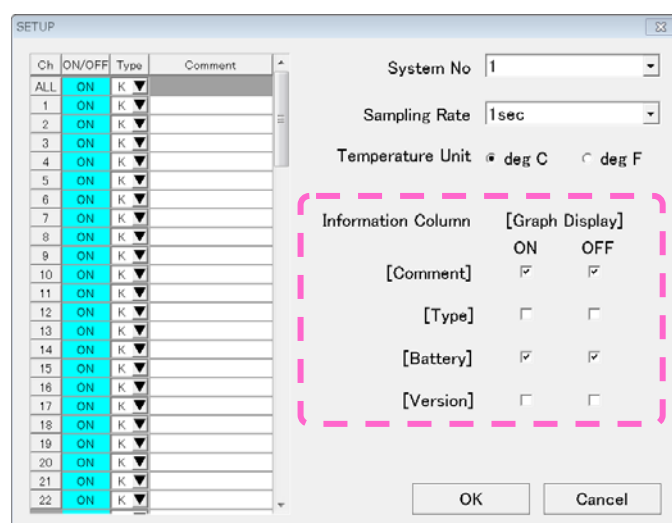 SETUP
Ch ON/OFF Type Comment
ALL ON K
1 ON K
2 ON K
3 ON K
4 ON K
5 ON K
6 ON K
7 ON K
8 ON K
9 ON K
10 ON K
11 ON K
12 ON K
13 ON K
14 ON K
15 ON K
16 ON K
17 ON K
18 ON K
19 ON K
20 ON K
21 ON K
22 ON K
System No 1
Sampling Rate 1sec
Temperature Unit deg C deg F
Information Column [Graph Display]
ON OFF
[Comment]
[Type]
[Battery]
[Version]
OK Cancel